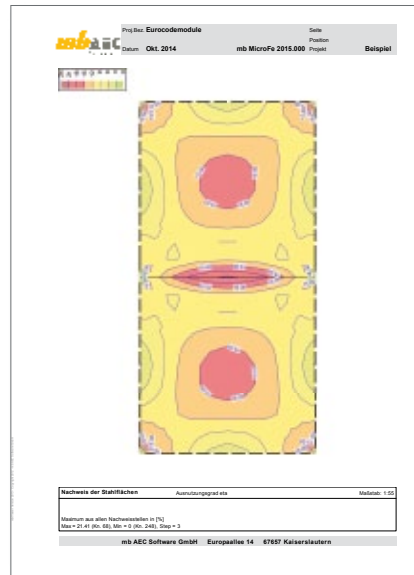 mb aec
Proj.Bez. Eurocodemodule Seite
Position
Datum Okt. 2014 mb MicroFe 2015.000 Projekt Beispiel
Nachweis der Stahlflächen Ausnutzungsgrad eta Maßstab: 1:55
Maximum aus allen Nachweisstellen in [%]
Max = 21.41 (Kn. 68), Min = 0 (Kn. 248), Step = 3
mb AEC Software GmbH Europaallee 14 67657 Kaiserslautern